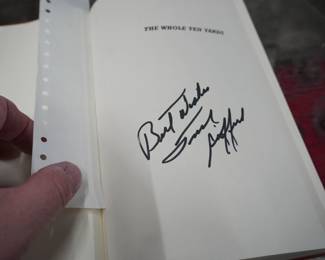 THE WHOLE TEN YARDS
Best Wishes
Frank
Gifford